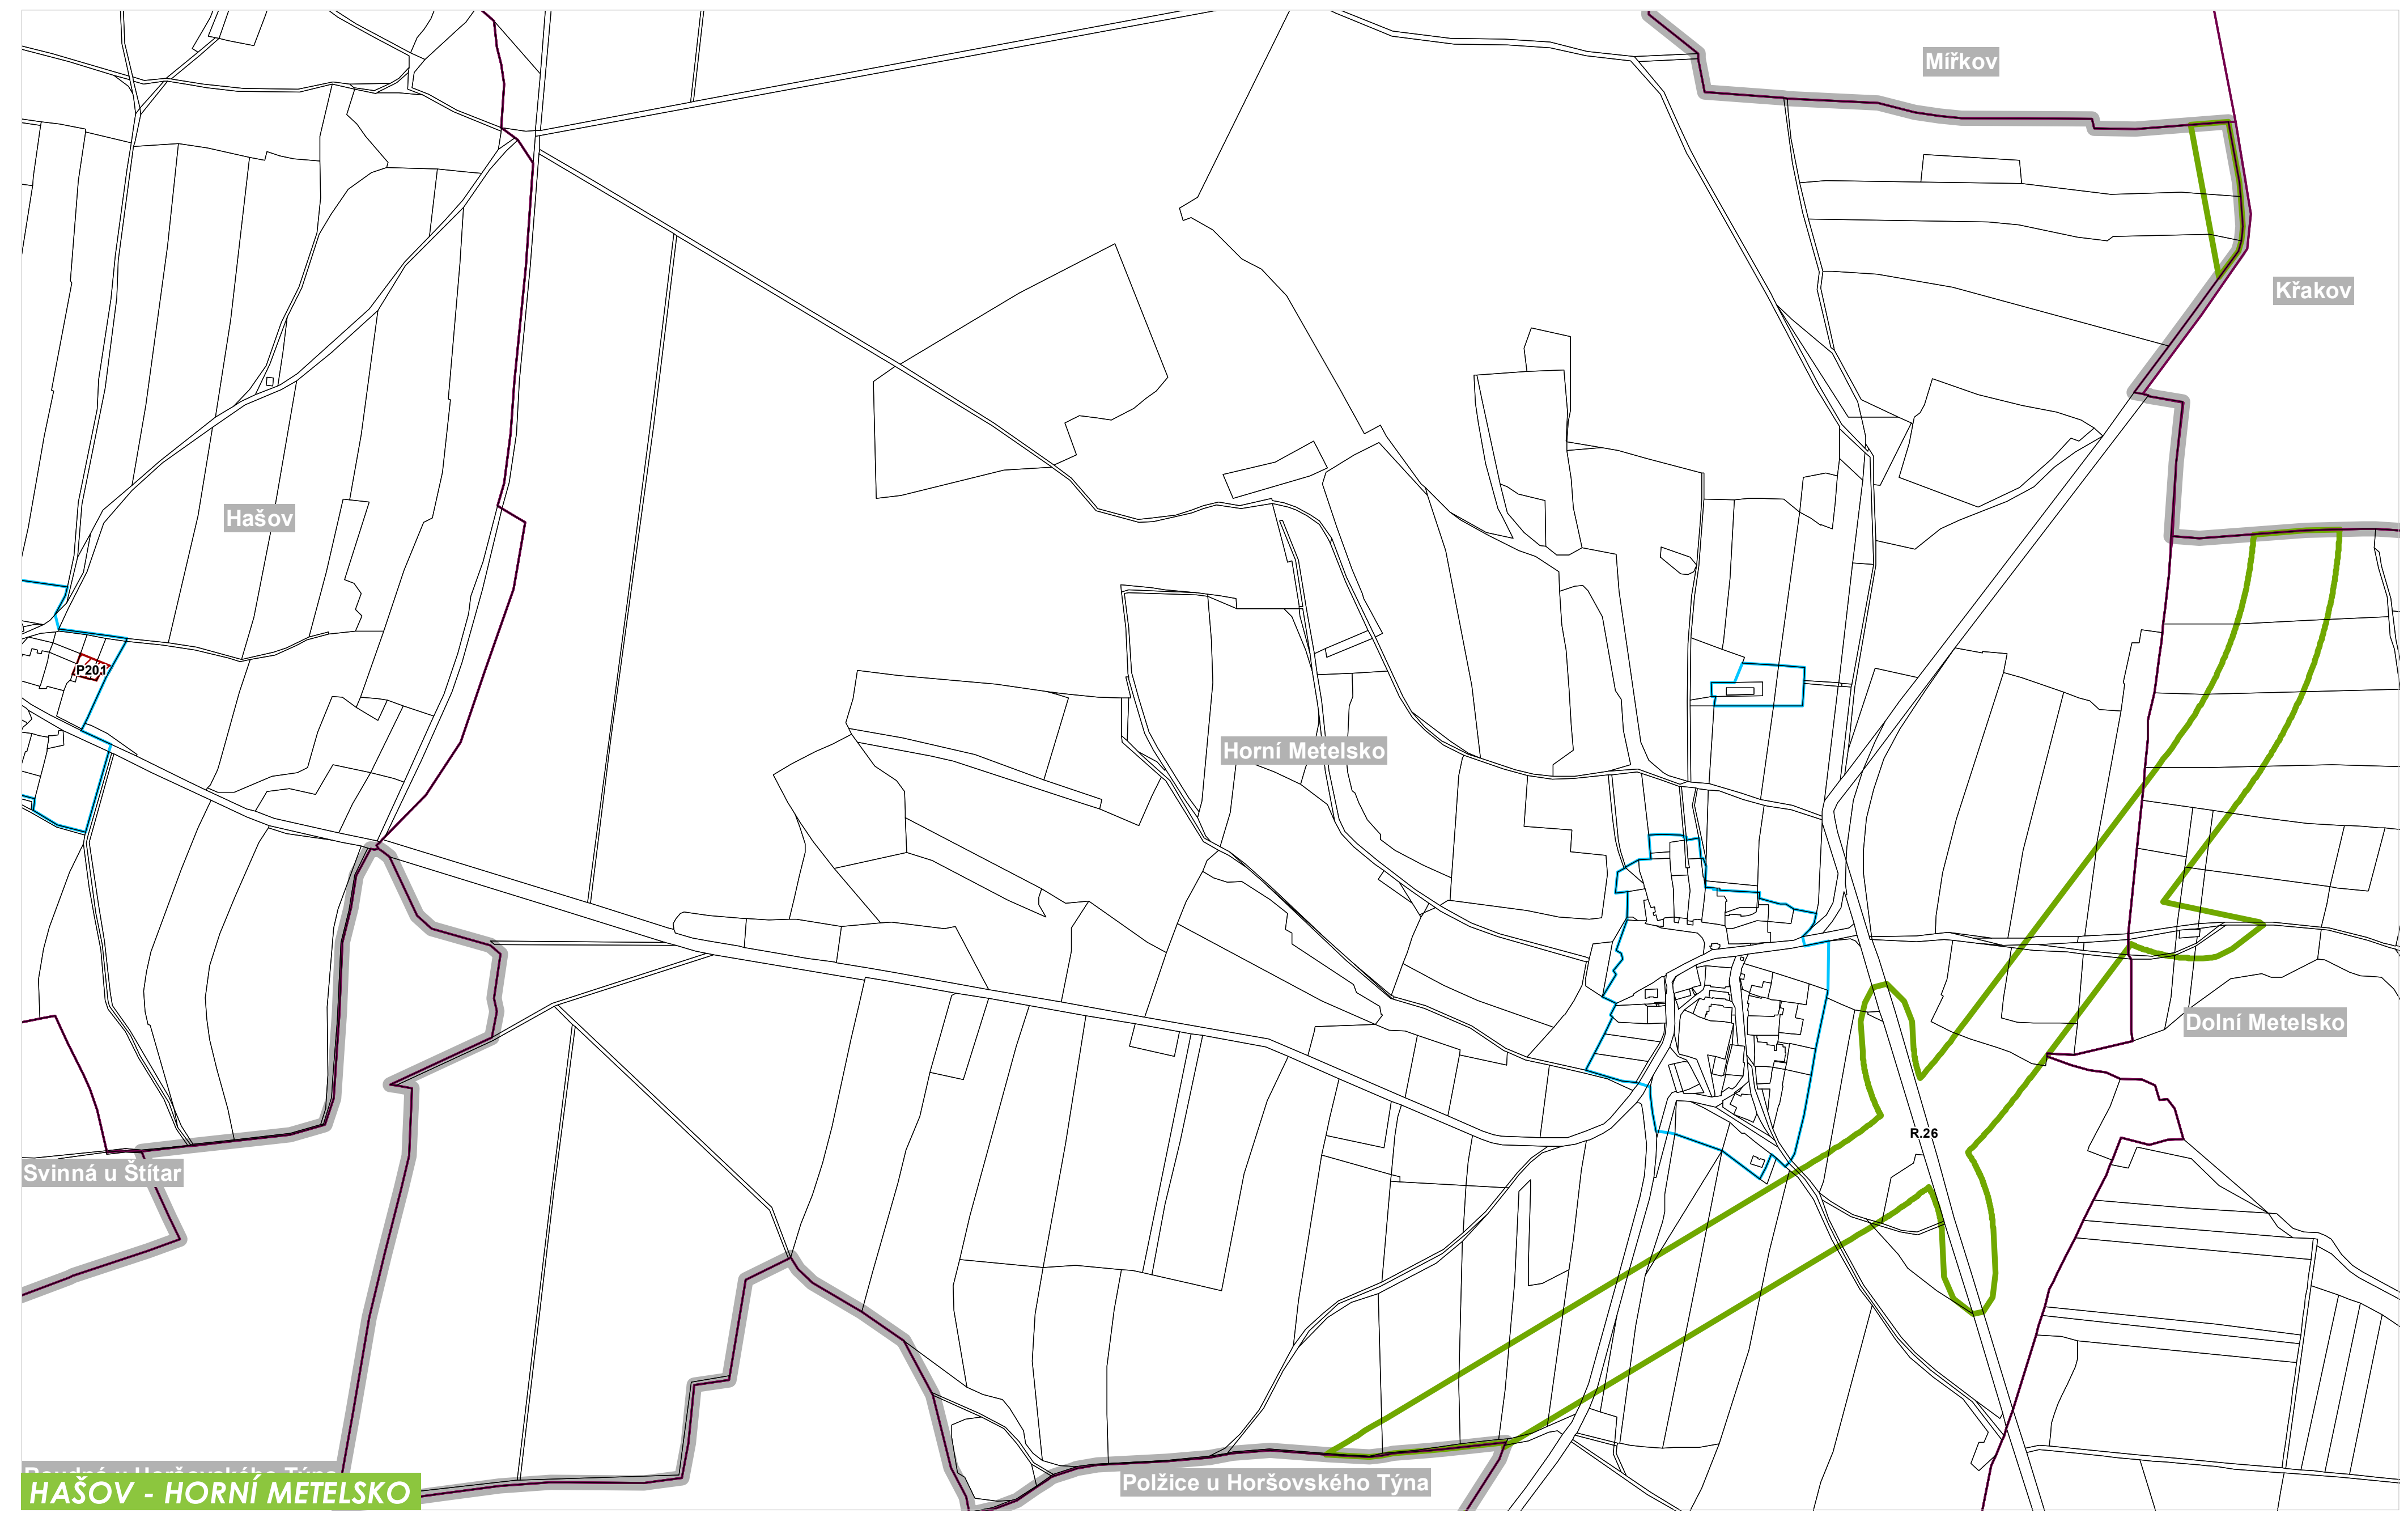 Mířkov
Křakov
Hašov
P201
Horní Metelsko
Dolní Metelsko
R.26
Svinná u Štítar
Polžice u Horšovského Týna
HAŠOV - HORNÍ METELSKO